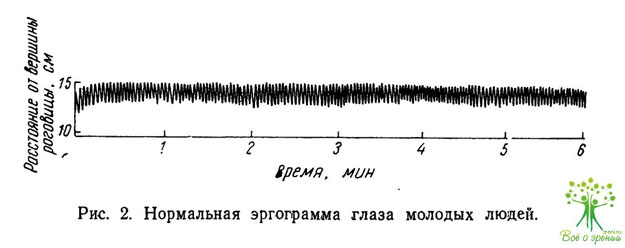 Расстояние от вершины
роговицы, см
15
10
1 2 3 4 5 6
время, мин
Рис. 2. Нормальная эргограмма глаза молодых людей.
Всё о зрении